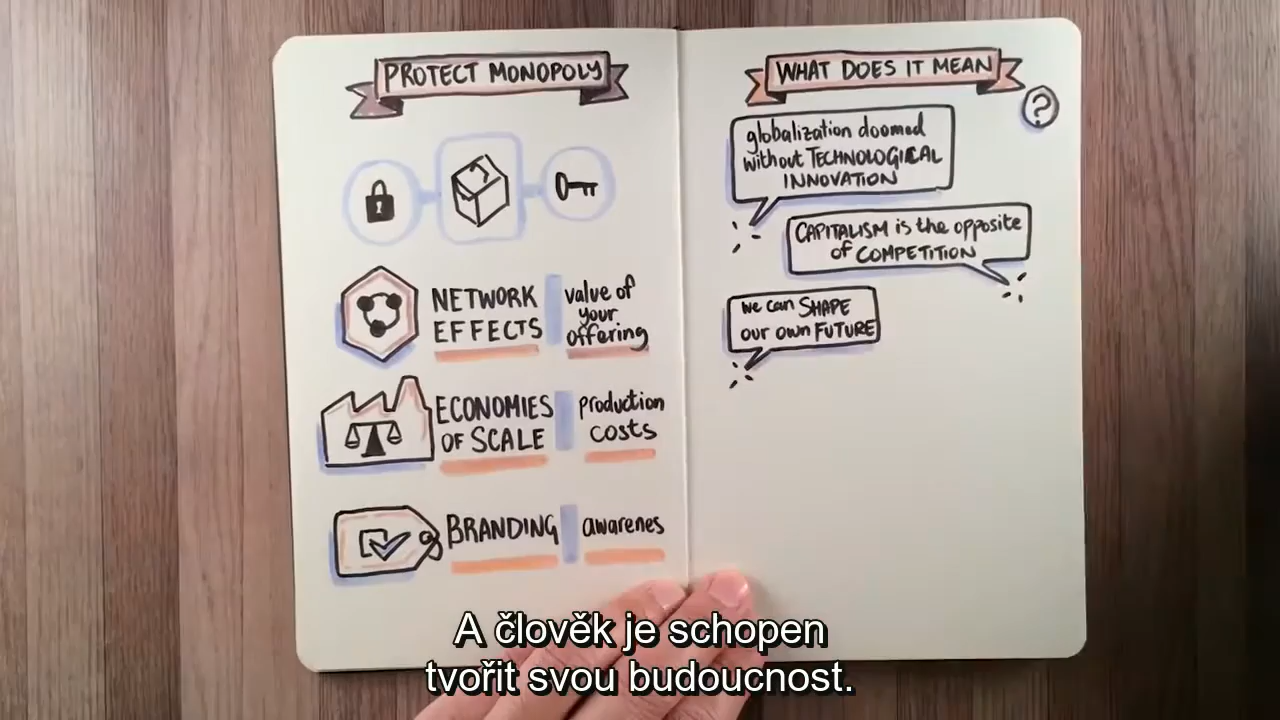 PROTECT MONOPOLY
NETWORK
EFFECTS
value of
your
offering
ECONOMIES
OF SCALE
production
costs
BRANDING
awarenes
WHAT DOES IT MEAN
?
globalization doomed
without TECHNOLOGICAL
INNOVATION
CAPITALISM is the opposite
of COMPETITION
we can SHAPE
our own FUTURE
A člověk je schopen
tvořit svou budoucnost.